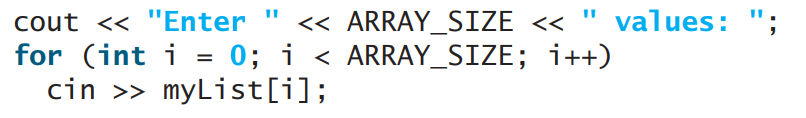 cout << "Enter " << ARRAY_SIZE << " values: ";
for (int i = 0; i < ARRAY_SIZE; i++)
  cin >> myList[i];